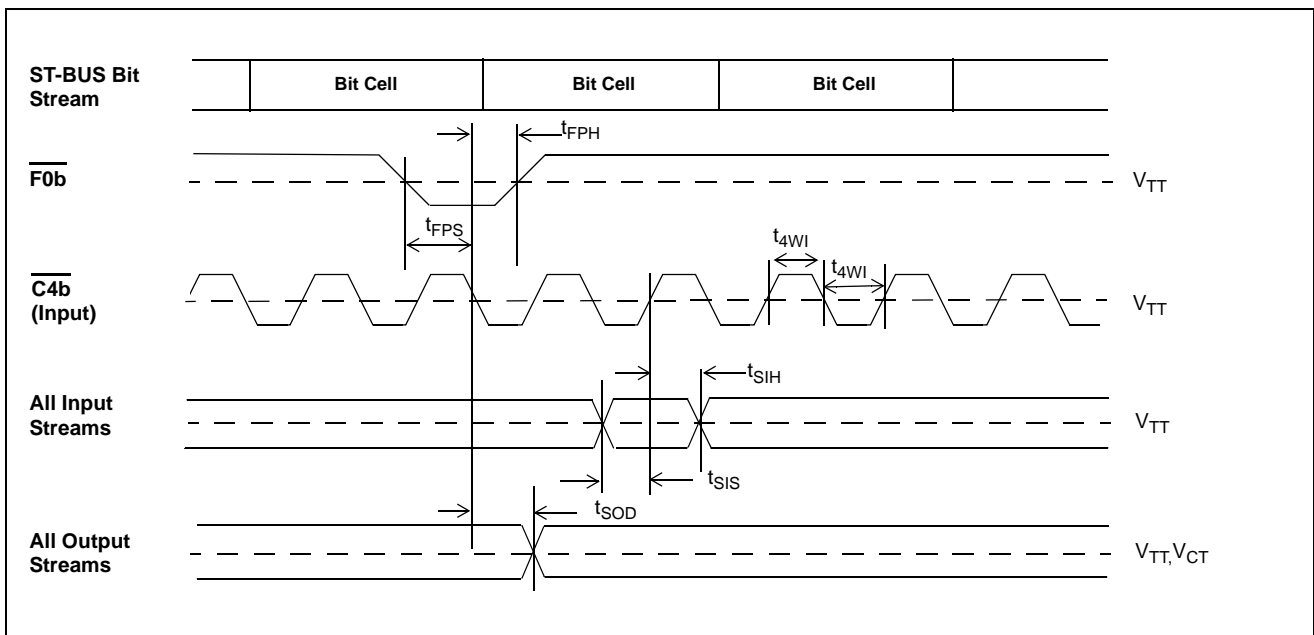 ST-BUS Bit
Stream
Bit Cell
Bit Cell
Bit Cell
tFPH
F0b
VTT
tFPS
t4WI
t4WI
C4b
(Input)
VTT
tSIH
All Input
Streams
VTT
tSIS
tSOD
All Output
Streams
VTT,VCT